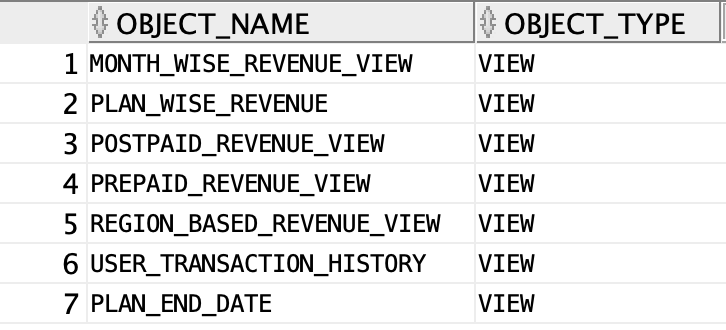 OBJECT_NAME OBJECT_TYPE
1 MONTH_WISE_REVENUE_VIEW VIEW
2 PLAN_WISE_REVENUE VIEW
3 POSTPAID_REVENUE_VIEW VIEW
4 PREPAID_REVENUE_VIEW VIEW
5 REGION_BASED_REVENUE_VIEW VIEW
6 USER_TRANSACTION_HISTORY VIEW
7 PLAN_END_DATE VIEW